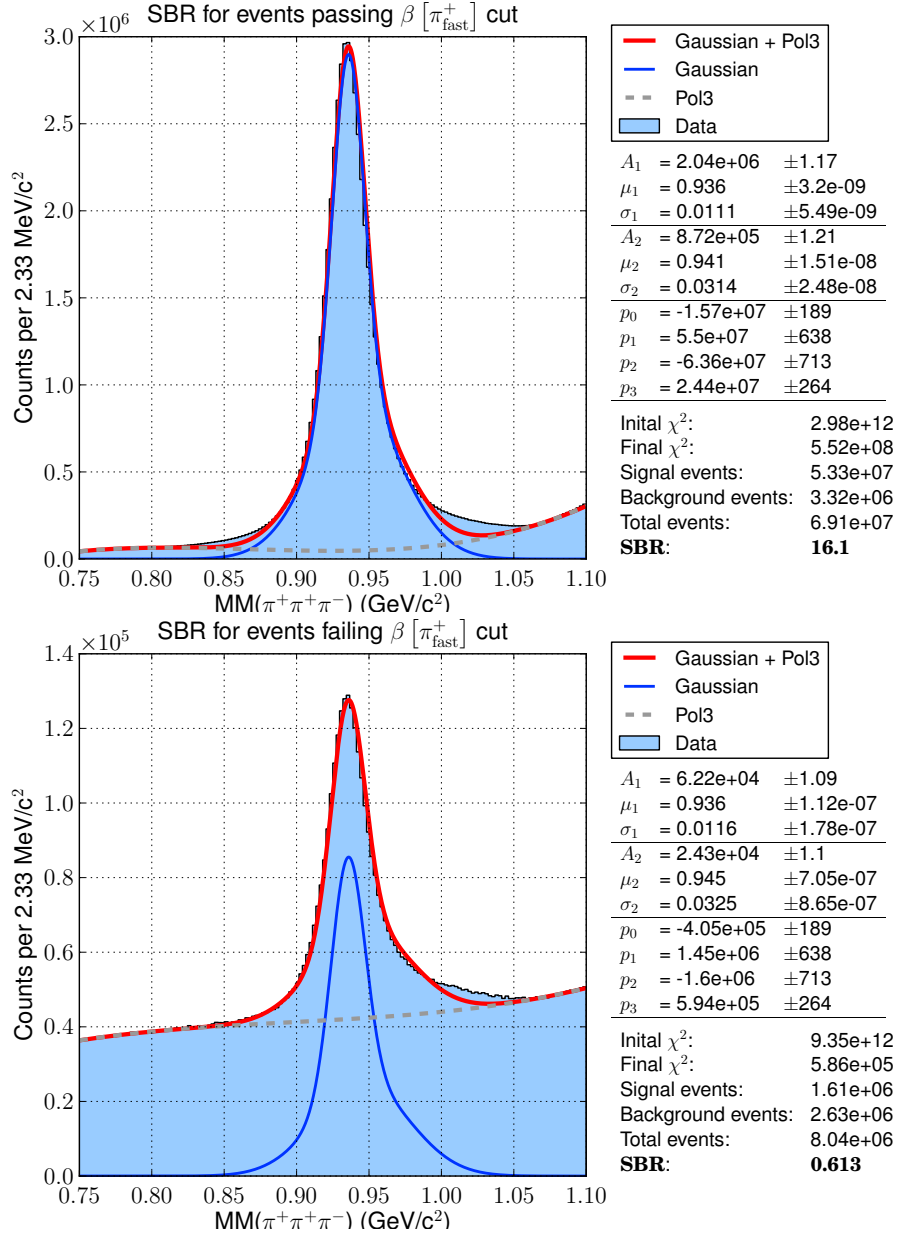 SBR for events passing β [π⁺fast] cut
×10⁶
3.0
2.5
2.0
1.5
1.0
0.5
0.0
Counts per 2.33 MeV/c²
0.75 0.80 0.85 0.90 0.95 1.00 1.05 1.10
MM(π⁺π⁺π⁻) (GeV/c²)
Gaussian + Pol3
Gaussian
Pol3
Data
A₁ = 2.04e+06 ±1.17
μ₁ = 0.936 ±3.2e-09
σ₁ = 0.0111 ±5.49e-09
A₂ = 8.72e+05 ±1.21
μ₂ = 0.941 ±1.51e-08
σ₂ = 0.0314 ±2.48e-08
p₀ = -1.57e+07 ±189
p₁ = 5.5e+07 ±638
p₂ = -6.36e+07 ±713
p₃ = 2.44e+07 ±264
Inital χ²: 2.98e+12
Final χ²: 5.52e+08
Signal events: 5.33e+07
Background events: 3.32e+06
Total events: 6.91e+07
SBR: 16.1
SBR for events failing β [π⁺fast] cut
×10⁵
1.4
1.2
1.0
0.8
0.6
0.4
0.2
0.0
Counts per 2.33 MeV/c²
0.75 0.80 0.85 0.90 0.95 1.00 1.05 1.10
MM(π⁺π⁺π⁻) (GeV/c²)
Gaussian + Pol3
Gaussian
Pol3
Data
A₁ = 6.22e+04 ±1.09
μ₁ = 0.936 ±1.12e-07
σ₁ = 0.0116 ±1.78e-07
A₂ = 2.43e+04 ±1.1
μ₂ = 0.945 ±7.05e-07
σ₂ = 0.0325 ±8.65e-07
p₀ = -4.05e+05 ±189
p₁ = 1.45e+06 ±638
p₂ = -1.6e+06 ±713
p₃ = 5.94e+05 ±264
Inital χ²: 9.35e+12
Final χ²: 5.86e+05
Signal events: 1.61e+06
Background events: 2.63e+06
Total events: 8.04e+06
SBR: 0.613